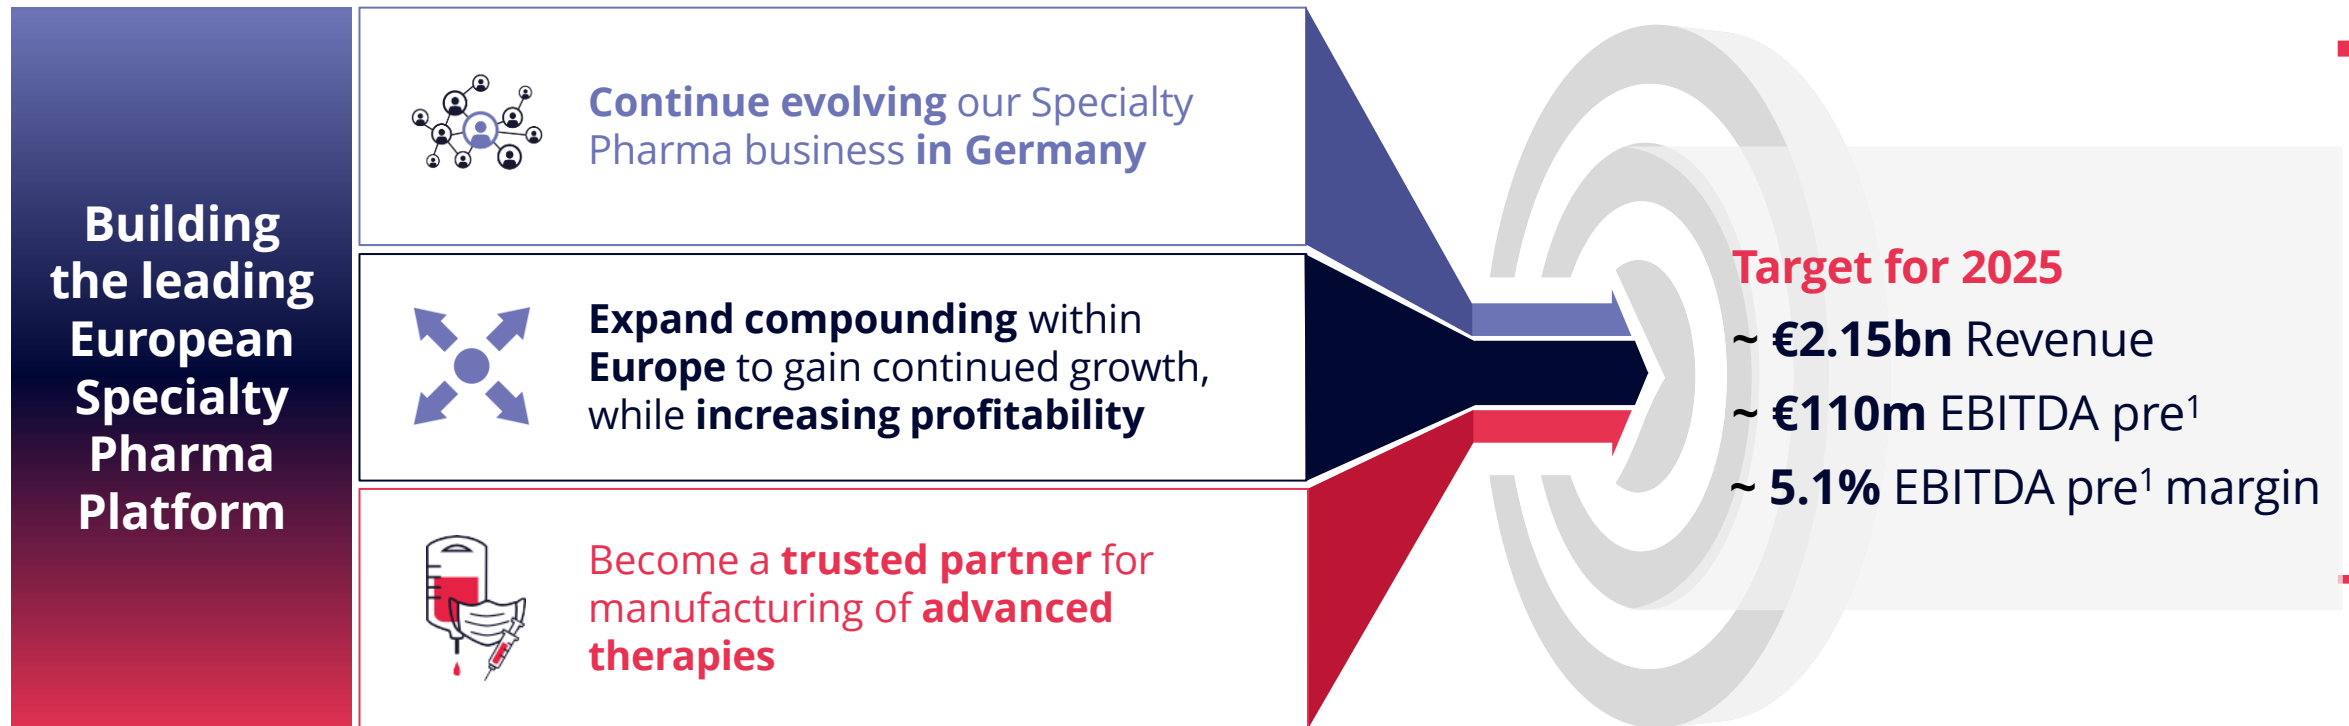 Building
the leading
European
Specialty
Pharma
Platform
Continue evolving our Specialty
Pharma business in Germany
Expand compounding within
Europe to gain continued growth,
while increasing profitability
Become a trusted partner for
manufacturing of advanced
therapies
Target for 2025
~ €2.15bn Revenue
~ €110m EBITDA pre¹
~ 5.1% EBITDA pre¹ margin